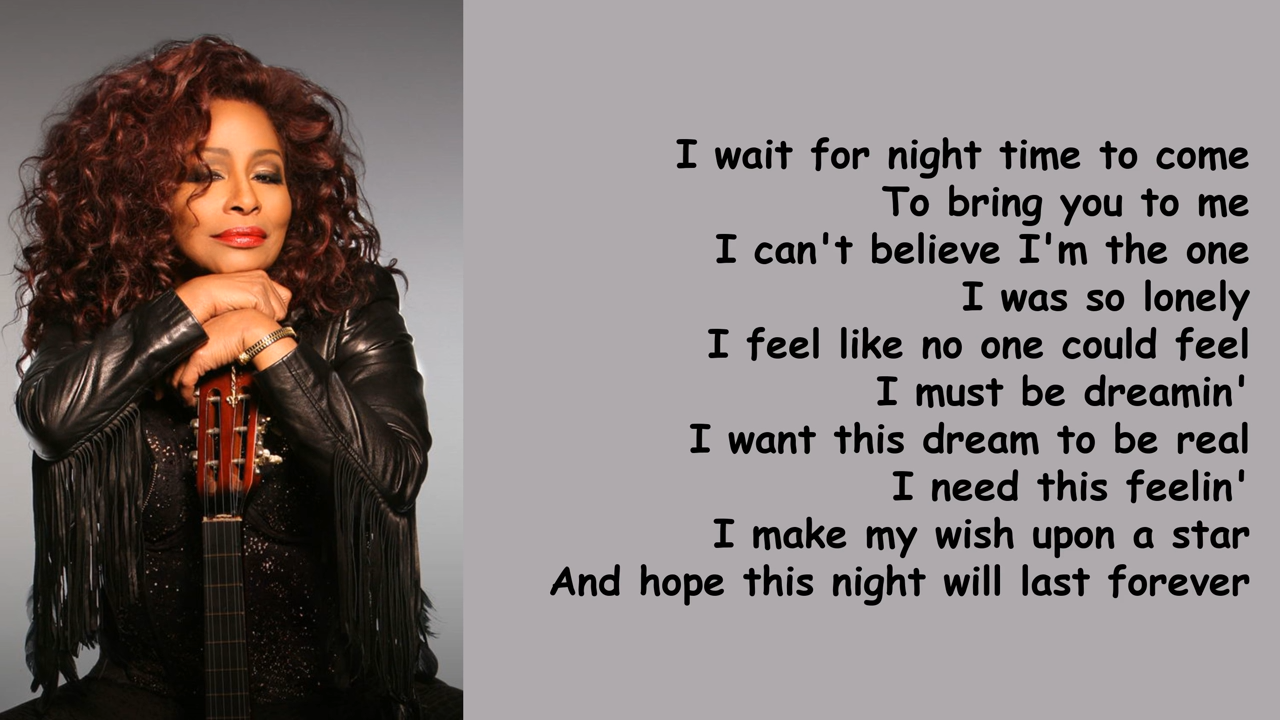 I wait for night time to come
To bring you to me
I can't believe I'm the one
I was so lonely
I feel like no one could feel
I must be dreamin'
I want this dream to be real
I need this feelin'
I make my wish upon a star
And hope this night will last forever